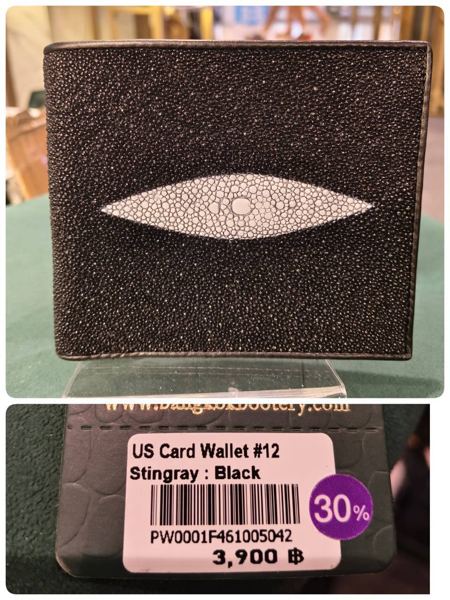 www.bangkokbootery.com
US Card Wallet #12
Stingray : Black
PW0001F461005042
30%
3,900 ฿